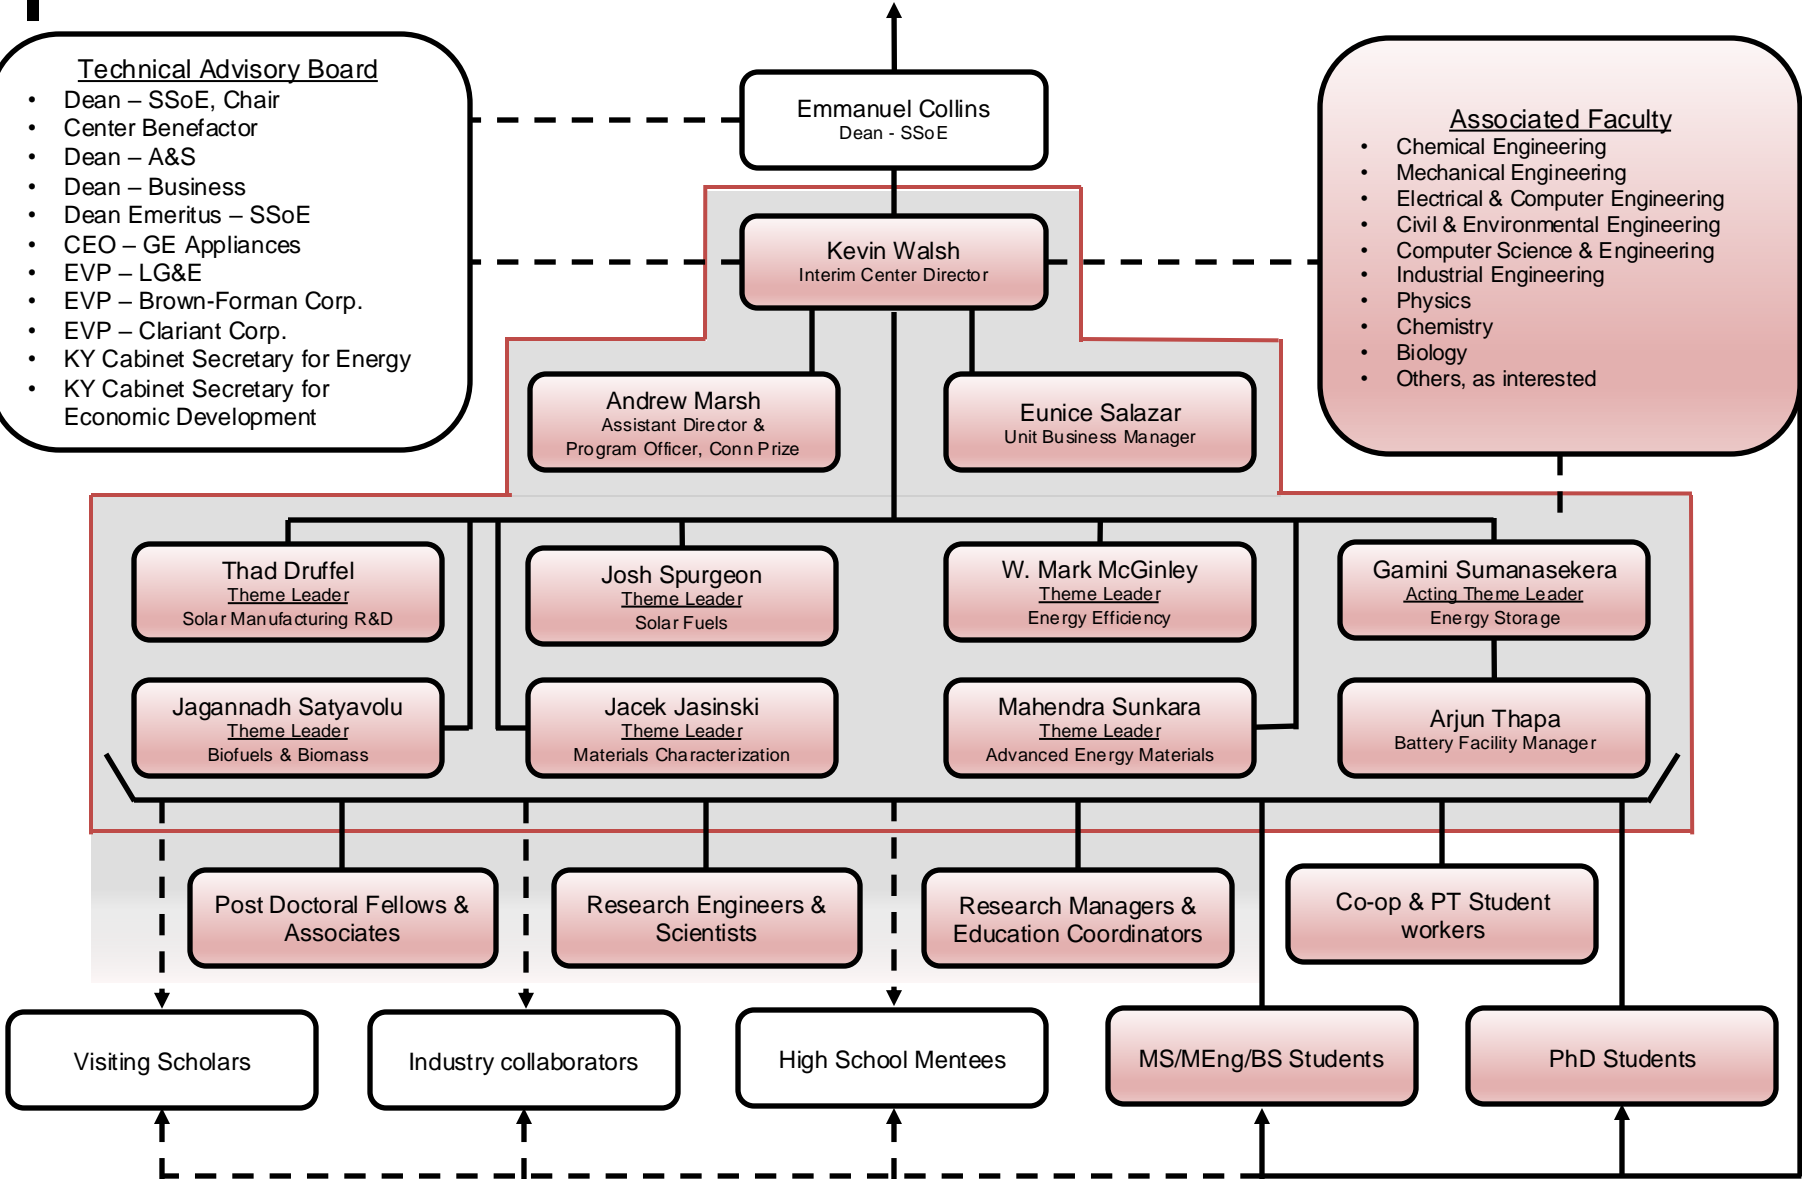 Technical Advisory Board
• Dean – SSoE, Chair
• Center Benefactor
• Dean – A&S
• Dean – Business
• Dean Emeritus – SSoE
• CEO – GE Appliances
• EVP – LG&E
• EVP – Brown-Forman Corp.
• EVP – Clariant Corp.
• KY Cabinet Secretary for Energy
• KY Cabinet Secretary for
Economic Development
Emmanuel Collins
Dean - SSoE
Associated Faculty
• Chemical Engineering
• Mechanical Engineering
• Electrical & Computer Engineering
• Civil & Environmental Engineering
• Computer Science & Engineering
• Industrial Engineering
• Physics
• Chemistry
• Biology
• Others, as interested
Kevin Walsh
Interim Center Director
Andrew Marsh
Assistant Director &
Program Officer, Conn Prize
Eunice Salazar
Unit Business Manager
Thad Druffel
Theme Leader
Solar Manufacturing R&D
Josh Spurgeon
Theme Leader
Solar Fuels
W. Mark McGinley
Theme Leader
Energy Efficiency
Gamini Sumanasekera
Acting Theme Leader
Energy Storage
Jagannadh Satyavolu
Theme Leader
Biofuels & Biomass
Jacek Jasinski
Theme Leader
Materials Characterization
Mahendra Sunkara
Theme Leader
Advanced Energy Materials
Arjun Thapa
Battery Facility Manager
Post Doctoral Fellows &
Associates
Research Engineers &
Scientists
Research Managers &
Education Coordinators
Co-op & PT Student
workers
Visiting Scholars
Industry collaborators
High School Mentees
MS/MEng/BS Students
PhD Students